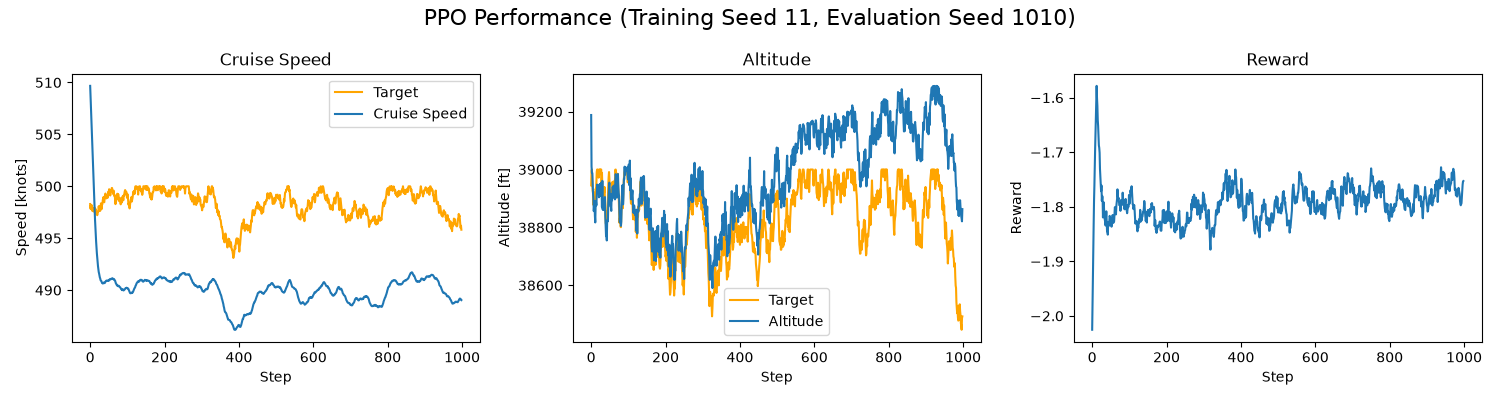 PPO Performance (Training Seed 11, Evaluation Seed 1010)
Cruise Speed
Speed [knots]
510
505
500
495
490
Target
Cruise Speed
0 200 400 600 800 1000
Step
Altitude
Altitude [ft]
39200
39000
38800
38600
Target
Altitude
0 200 400 600 800 1000
Step
Reward
Reward
−1.6
−1.7
−1.8
−1.9
−2.0
0 200 400 600 800 1000
Step